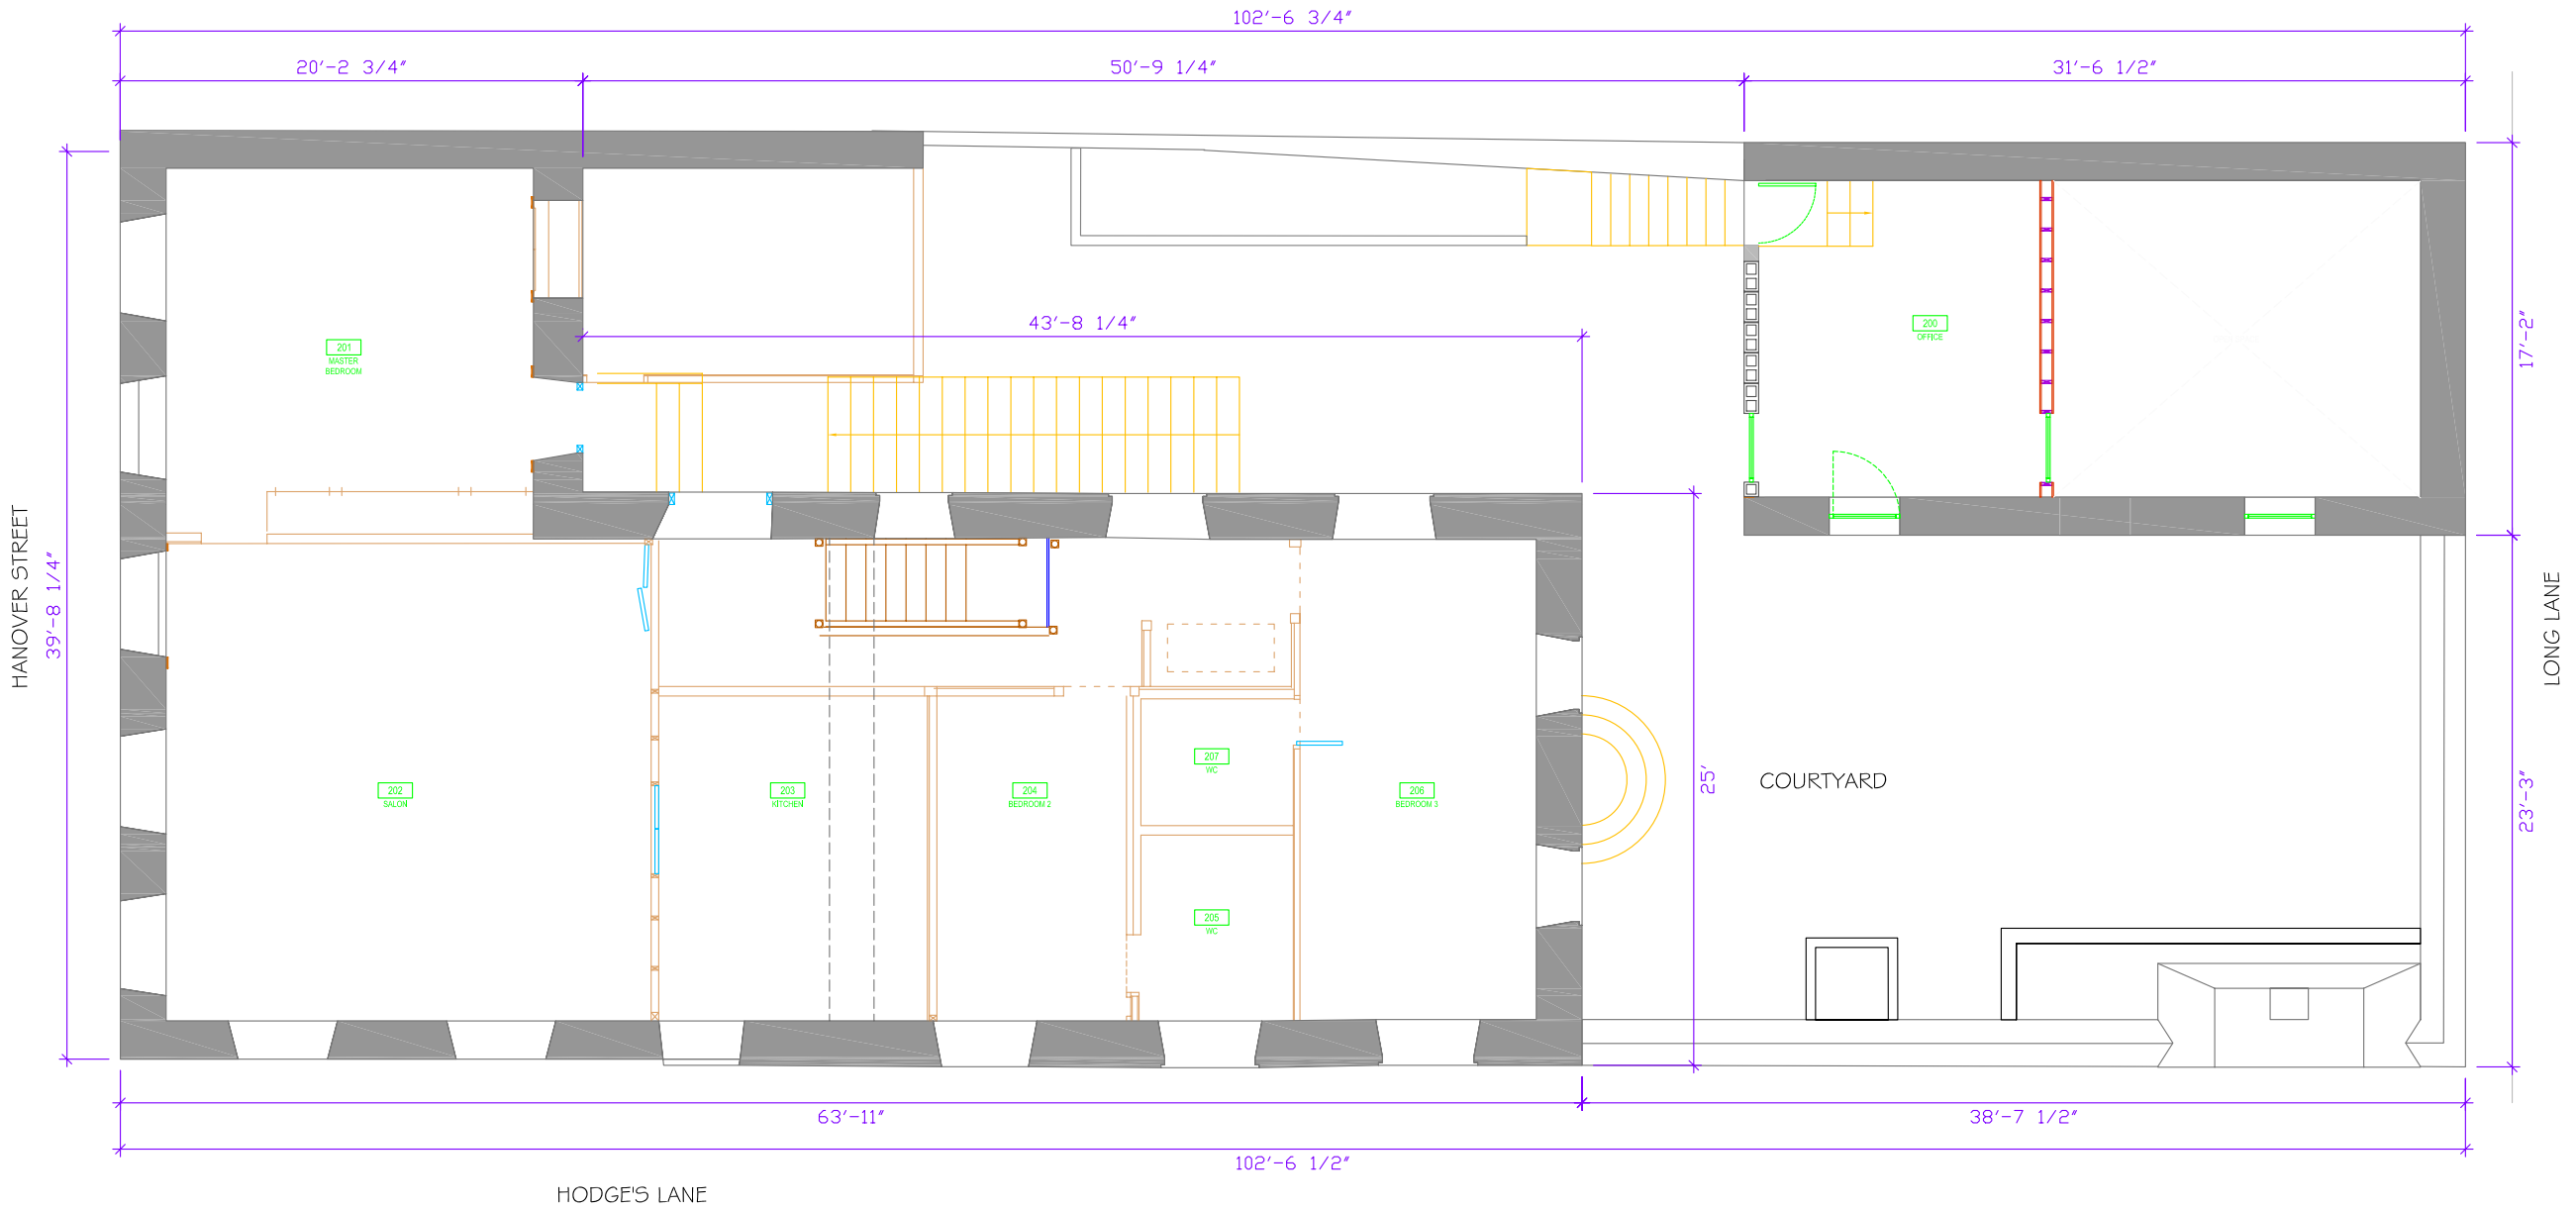 102'-6 3/4"
20'-2 3/4"
50'-9 1/4"
31'-6 1/2"
43'-8 1/4"
201
MASTER
BEDROOM
200
OFFICE
17'-2"
HANOVER STREET
39'-8 1/4"
LONG LANE
202
SALON
203
KITCHEN
204
BEDROOM 2
207
WC
206
BEDROOM 3
25'
COURTYARD
23'-3"
205
WC
63'-11"
38'-7 1/2"
102'-6 1/2"
HODGE'S LANE